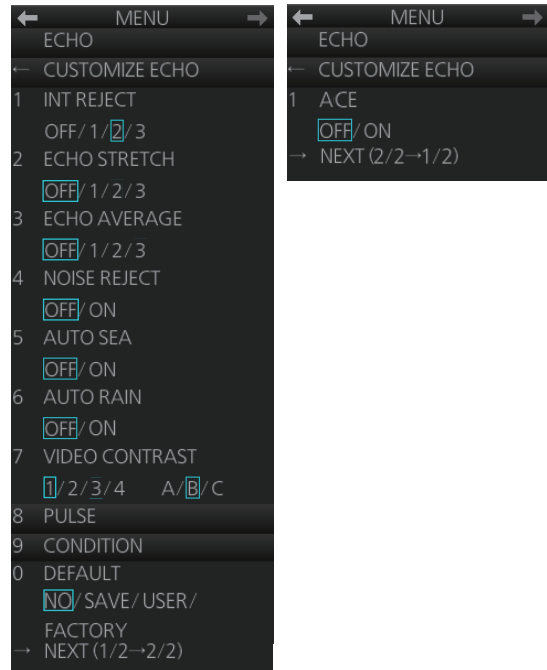 ← MENU →
ECHO
← CUSTOMIZE ECHO
1 INT REJECT
OFF/1/2/3
2 ECHO STRETCH
OFF/1/2/3
3 ECHO AVERAGE
OFF/1/2/3
4 NOISE REJECT
OFF/ON
5 AUTO SEA
OFF/ON
6 AUTO RAIN
OFF/ON
7 VIDEO CONTRAST
1/2/3/4 A/B/C
8 PULSE
9 CONDITION
0 DEFAULT
NO/SAVE/USER/
FACTORY
→ NEXT (1/2→2/2)
← MENU →
ECHO
← CUSTOMIZE ECHO
1 ACE
OFF/ON
→ NEXT (2/2→1/2)